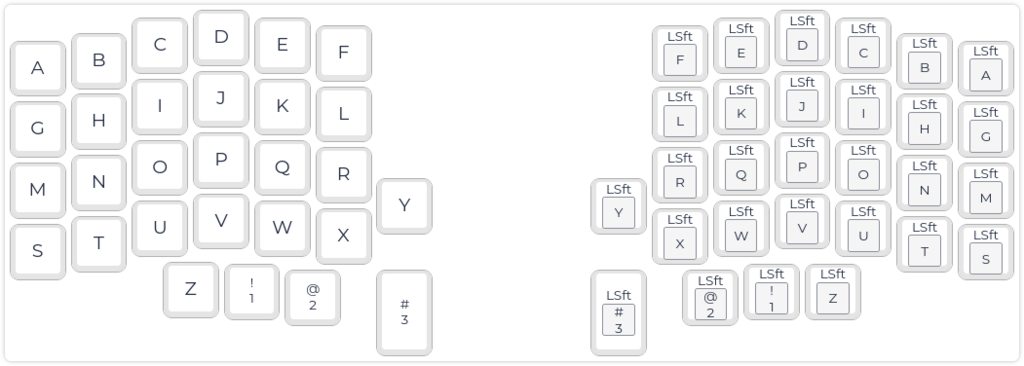 A B C D E F
G H I J K L
M N O P Q R
Y
S T U V W X
Z
!
1
@
2
#
3
LSft LSft LSft LSft LSft LSft
F E D C B A
LSft LSft LSft LSft LSft LSft
L K J I H G
LSft LSft LSft LSft LSft LSft
R Q P O N M
LSft
Y
LSft LSft LSft LSft LSft LSft
X W V U T S
LSft
#
3
LSft
@
2
LSft
!
1
LSft
Z